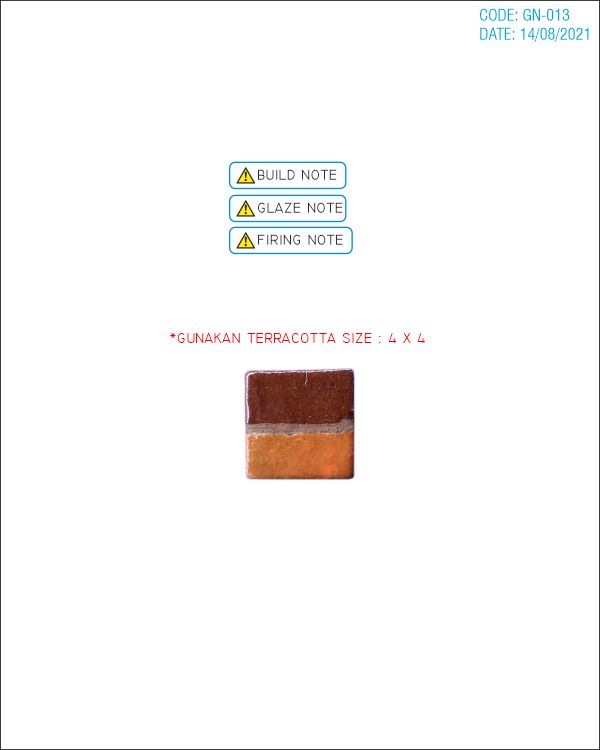 CODE: GN-013
DATE: 14/08/2021
BUILD NOTE
GLAZE NOTE
FIRING NOTE
*GUNAKAN TERRACOTTA SIZE : 4 X 4